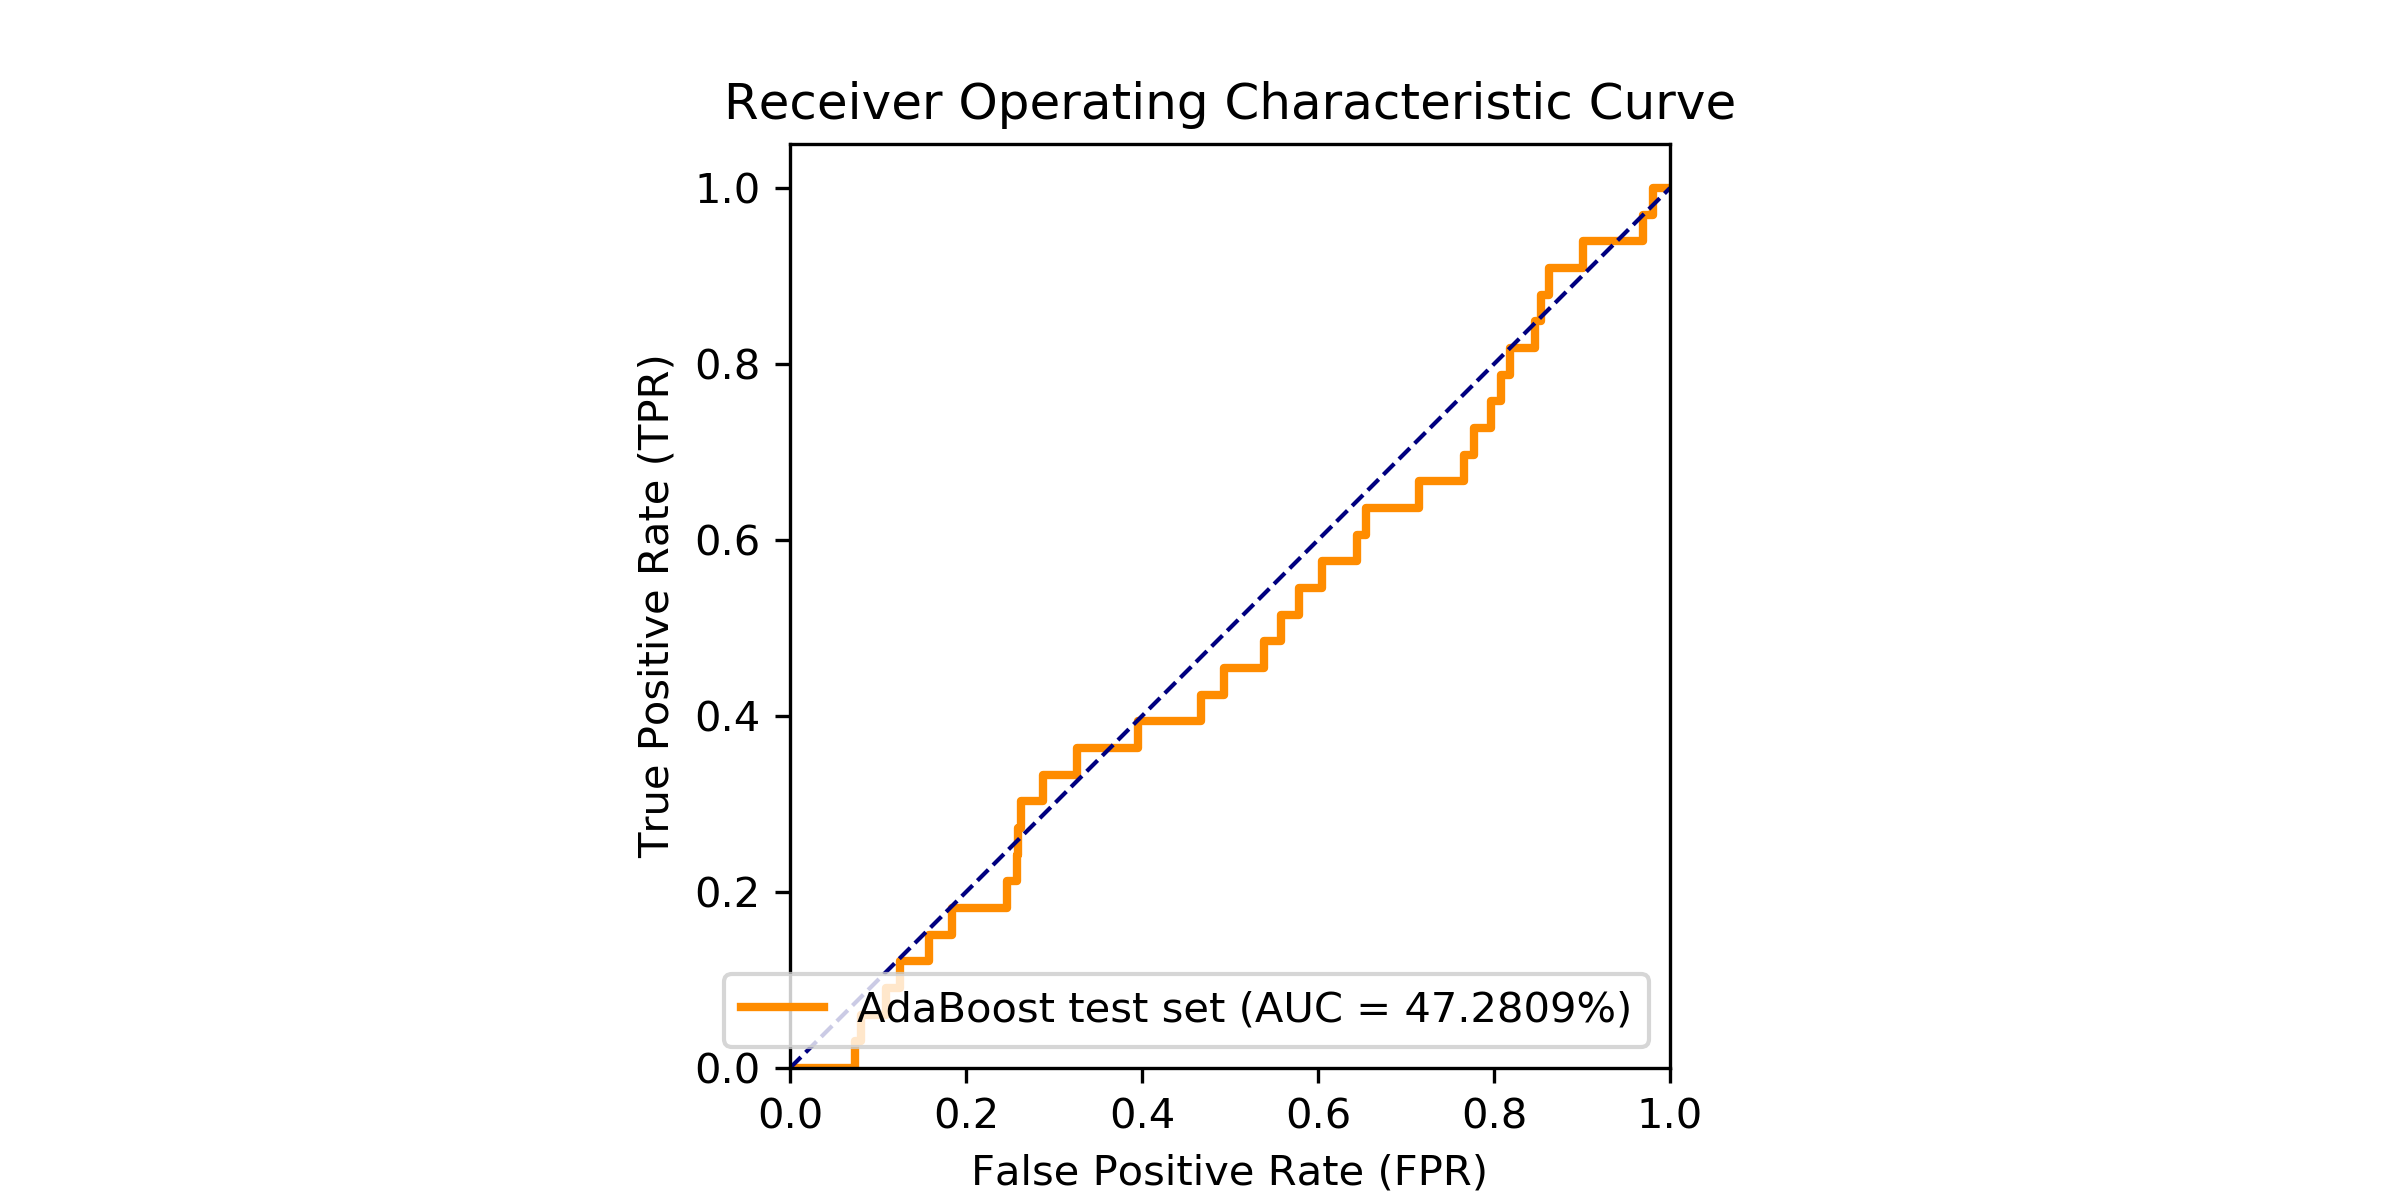 Receiver Operating Characteristic Curve
True Positive Rate (TPR)
1.0
0.8
0.6
0.4
0.2
0.0
AdaBoost test set (AUC = 47.2809%)
0.0 0.2 0.4 0.6 0.8 1.0
False Positive Rate (FPR)